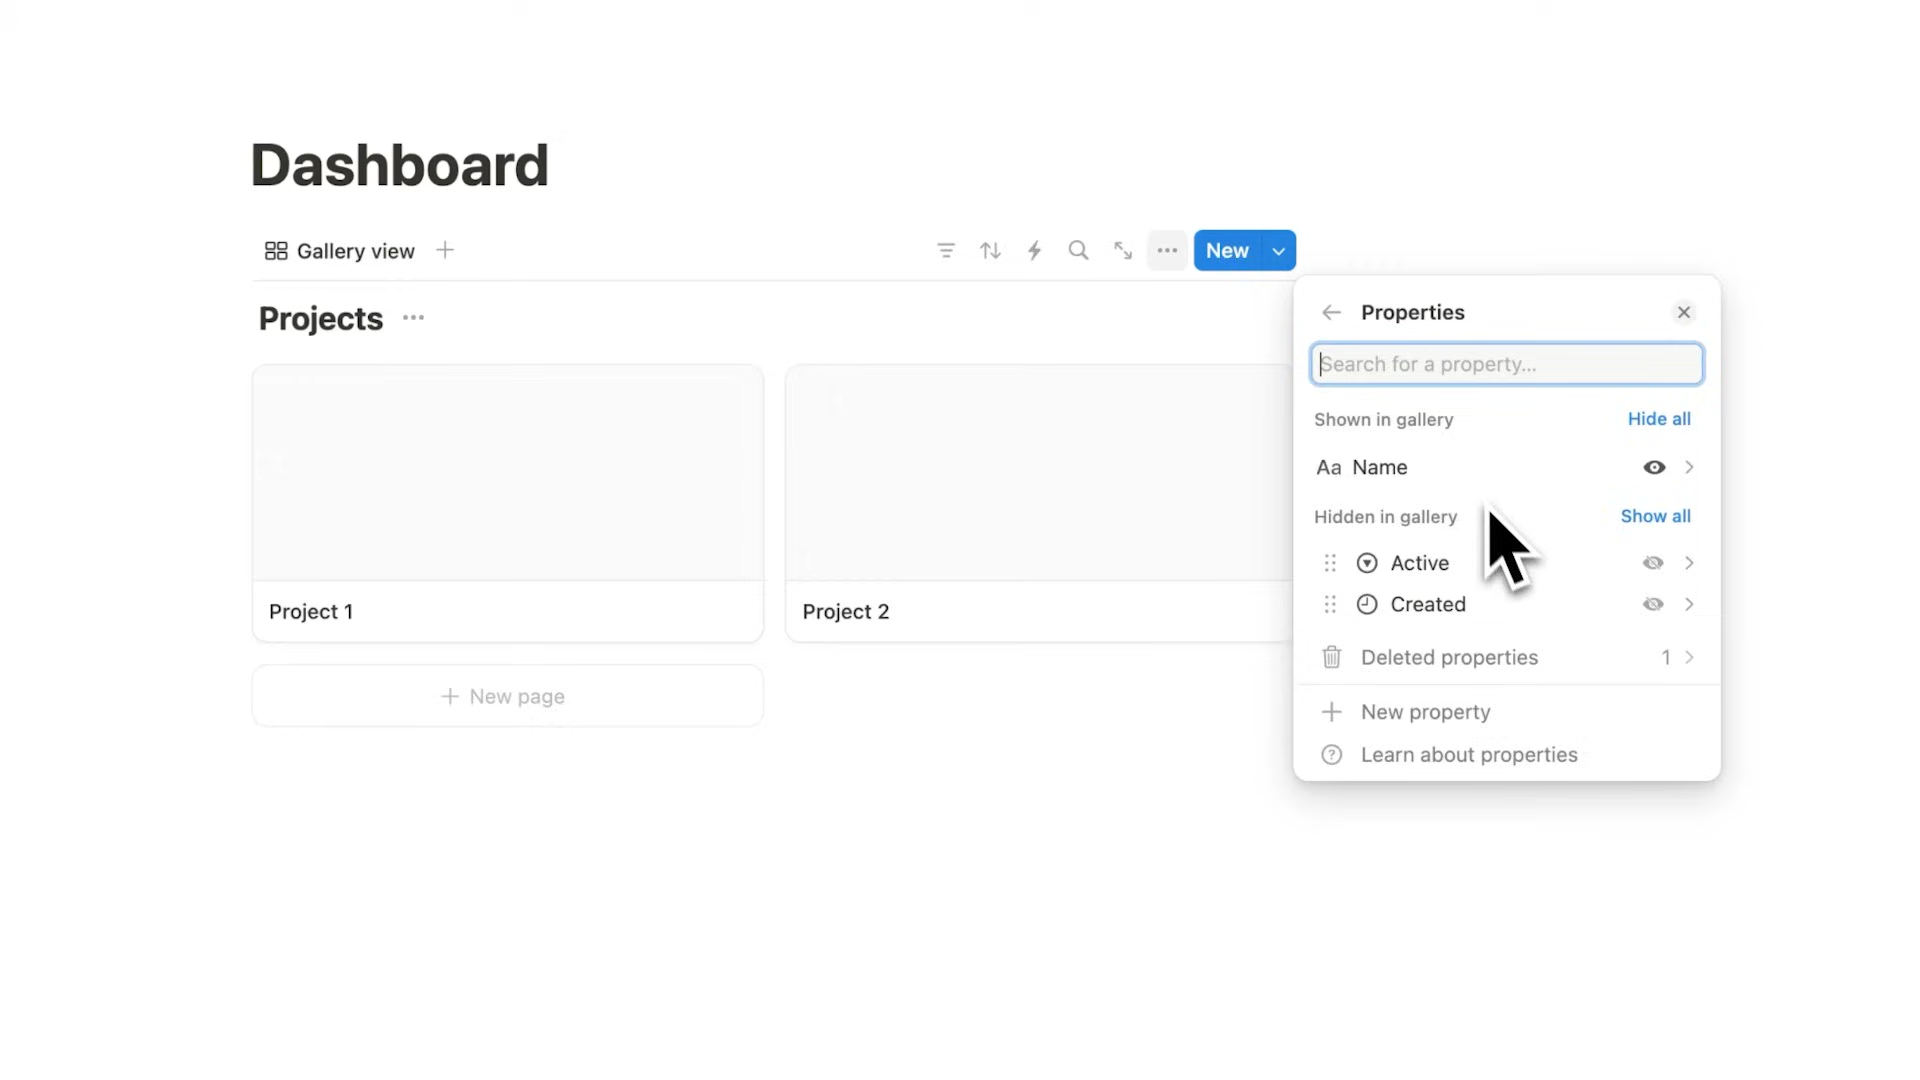 Dashboard
Gallery view
New
Projects
Project 1
Project 2
New page
Properties
Search for a property...
Shown in gallery
Hide all
Aa Name
Hidden in gallery
Show all
Active
Created
Deleted properties
1
New property
Learn about properties